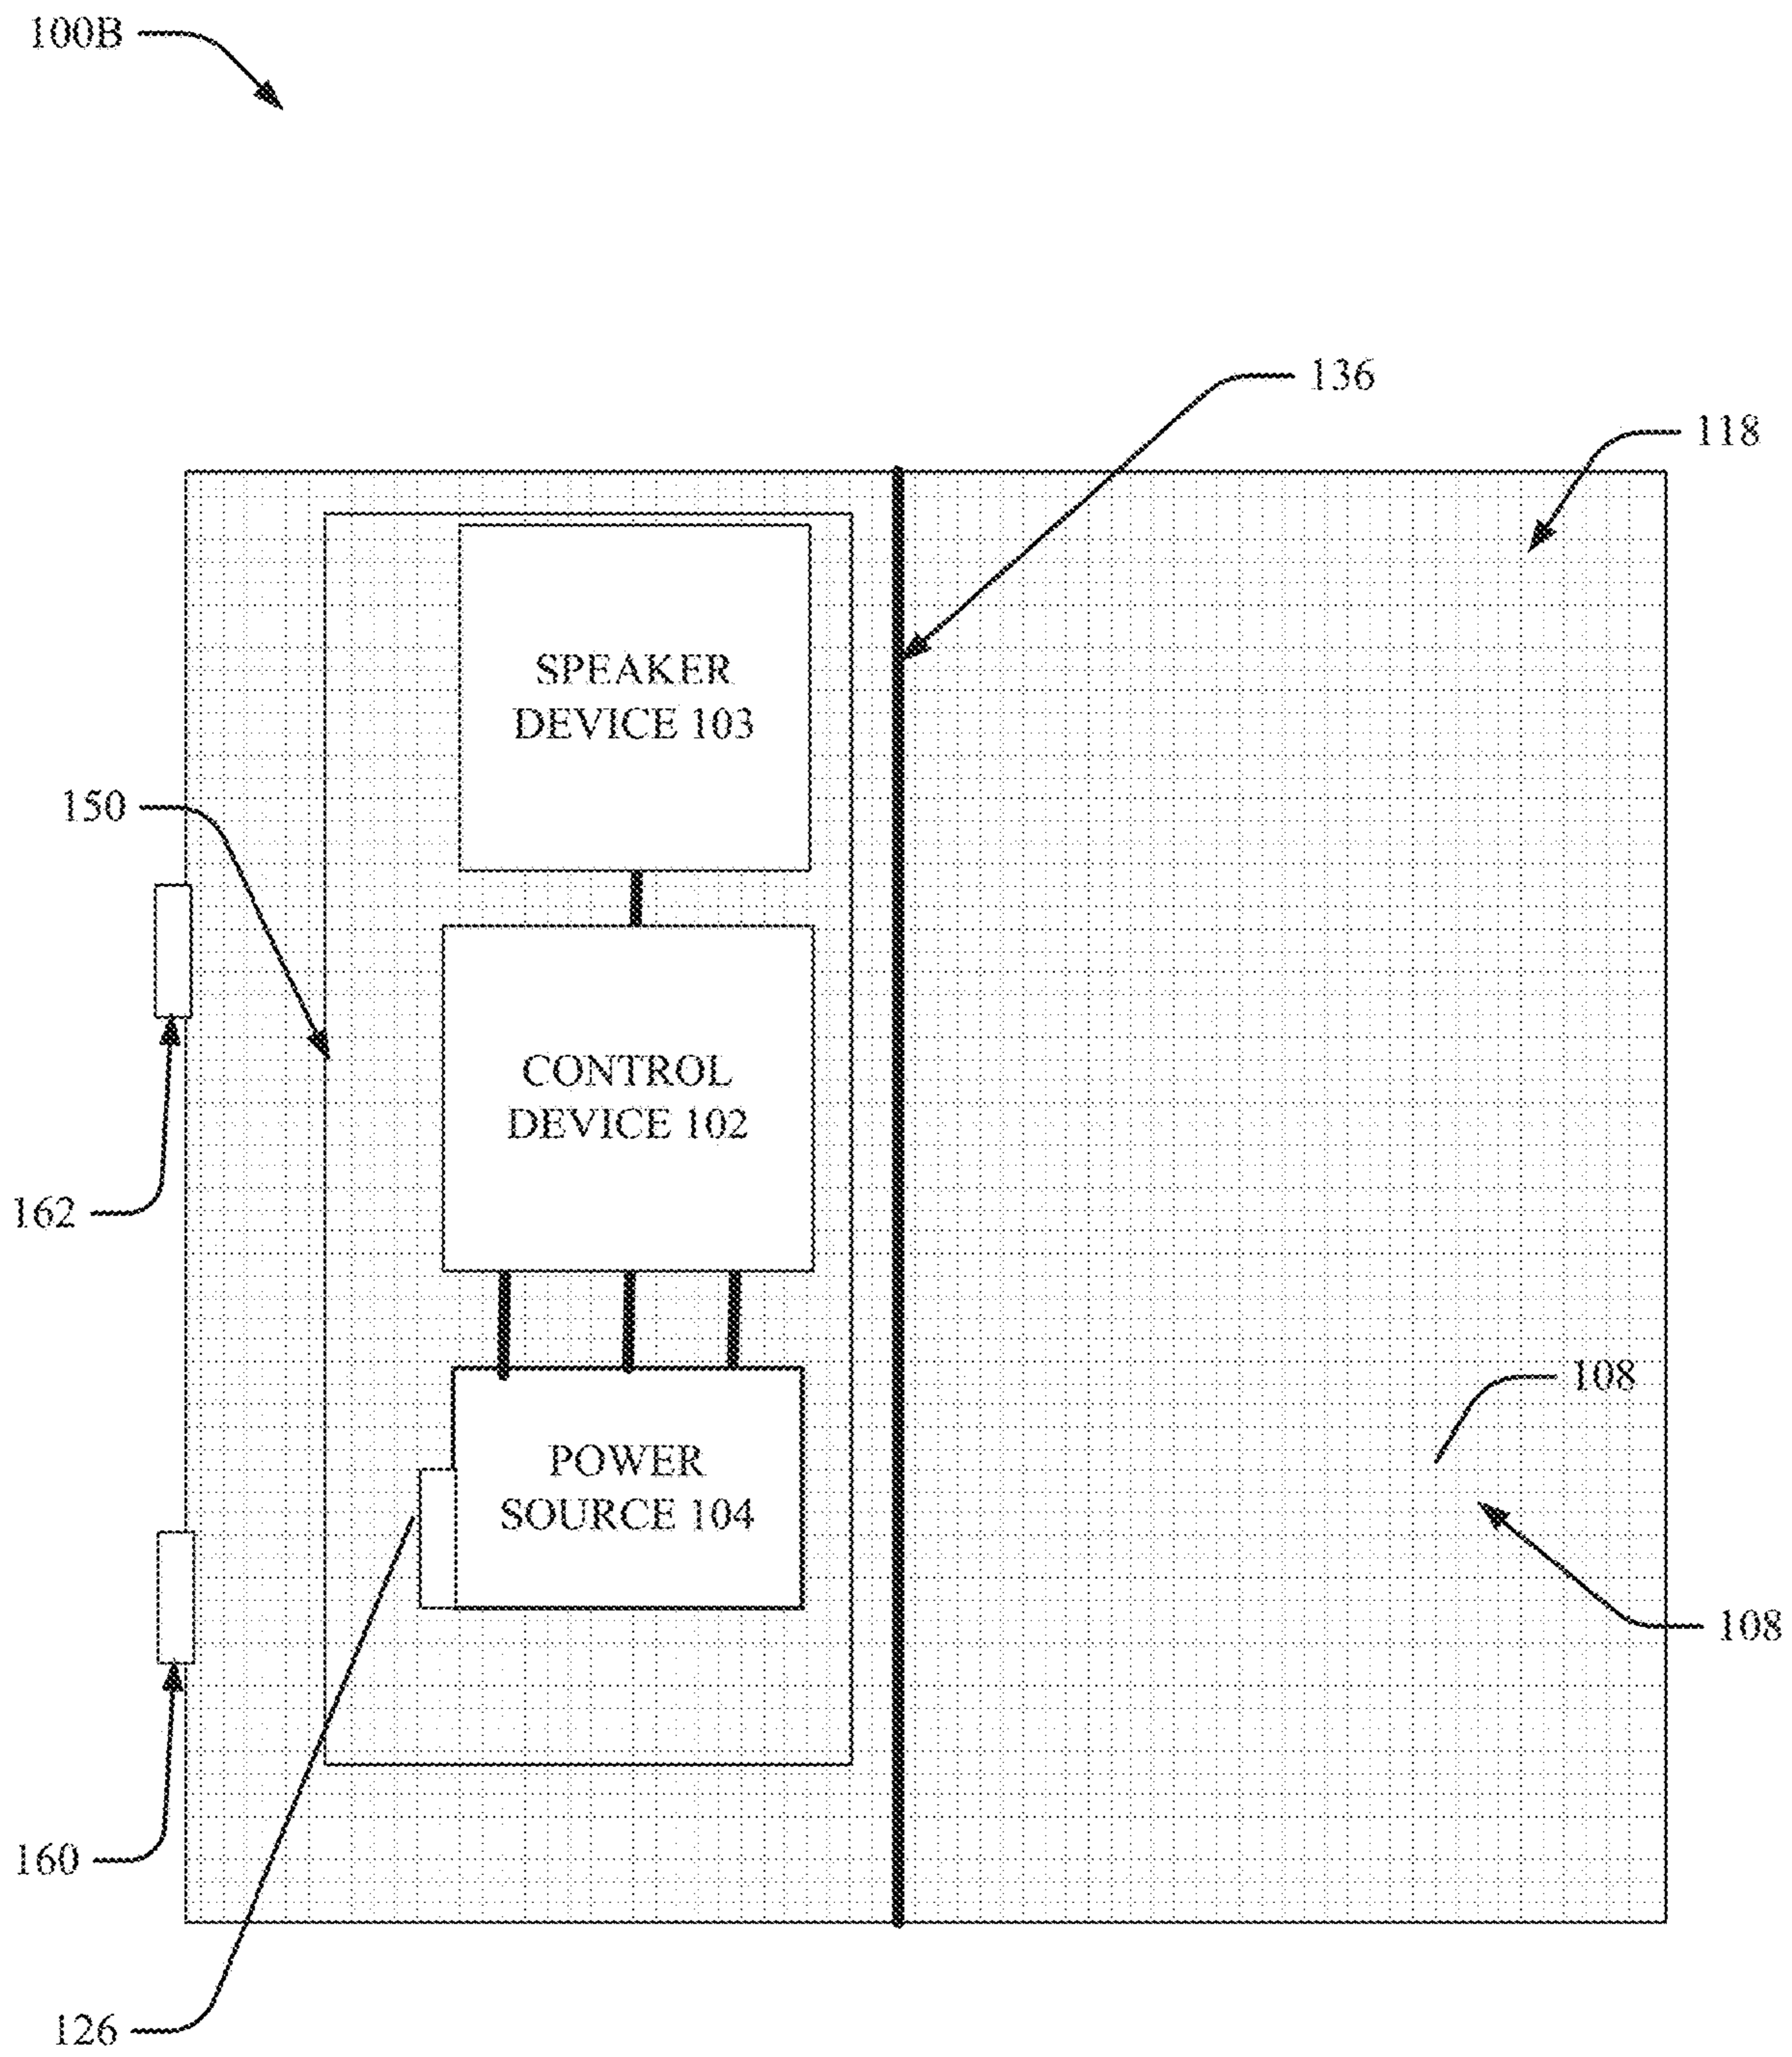 100B
136
118
SPEAKER
DEVICE 103
150
CONTROL
DEVICE 102
162
108
POWER
SOURCE 104
108
160
126